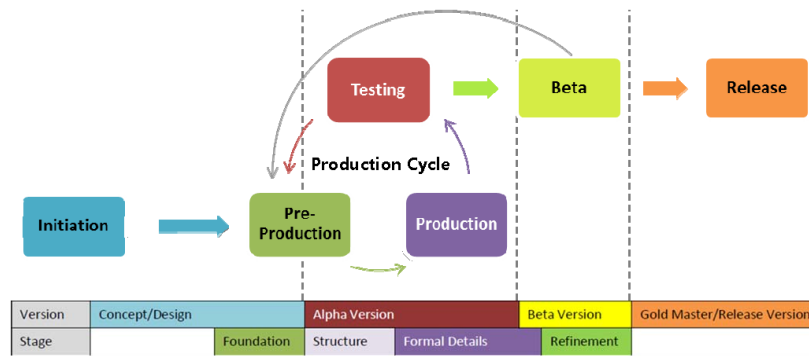 Testing
Beta
Release
Production Cycle
Initiation
Pre-
Production
Production
Version Concept/Design Alpha Version Beta Version Gold Master/Release Version
Stage Foundation Structure Formal Details Refinement